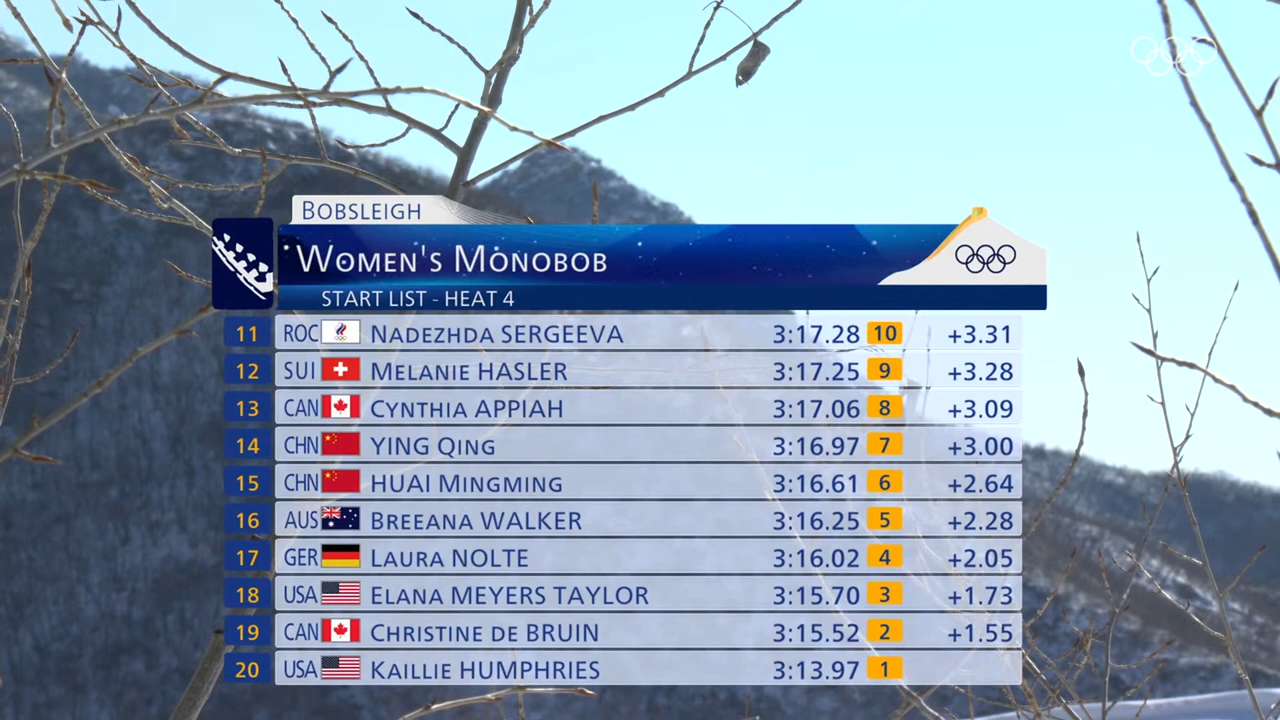 BOBSLEIGH
WOMEN'S MONOBOB
START LIST - HEAT 4
11 ROC NADEZHDA SERGEEVA 3:17.28 10 +3.31
12 SUI MELANIE HASLER 3:17.25 9 +3.28
13 CAN CYNTHIA APPIAH 3:17.06 8 +3.09
14 CHN YING QING 3:16.97 7 +3.00
15 CHN HUAI MINGMING 3:16.61 6 +2.64
16 AUS BREEANA WALKER 3:16.25 5 +2.28
17 GER LAURA NOLTE 3:16.02 4 +2.05
18 USA ELANA MEYERS TAYLOR 3:15.70 3 +1.73
19 CAN CHRISTINE DE BRUIN 3:15.52 2 +1.55
20 USA KAILLIE HUMPHRIES 3:13.97 1